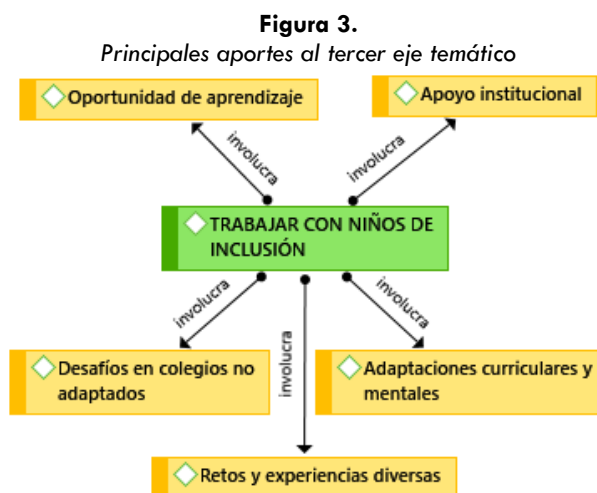 Figura 3.
Principales aportes al tercer eje temático
Oportunidad de aprendizaje
Apoyo institucional
involucra
involucra
TRABAJAR CON NIÑOS DE
INCLUSIÓN
involucra
involucra
involucra
Desafíos en colegios no
adaptados
Adaptaciones curriculares y
mentales
Retos y experiencias diversas